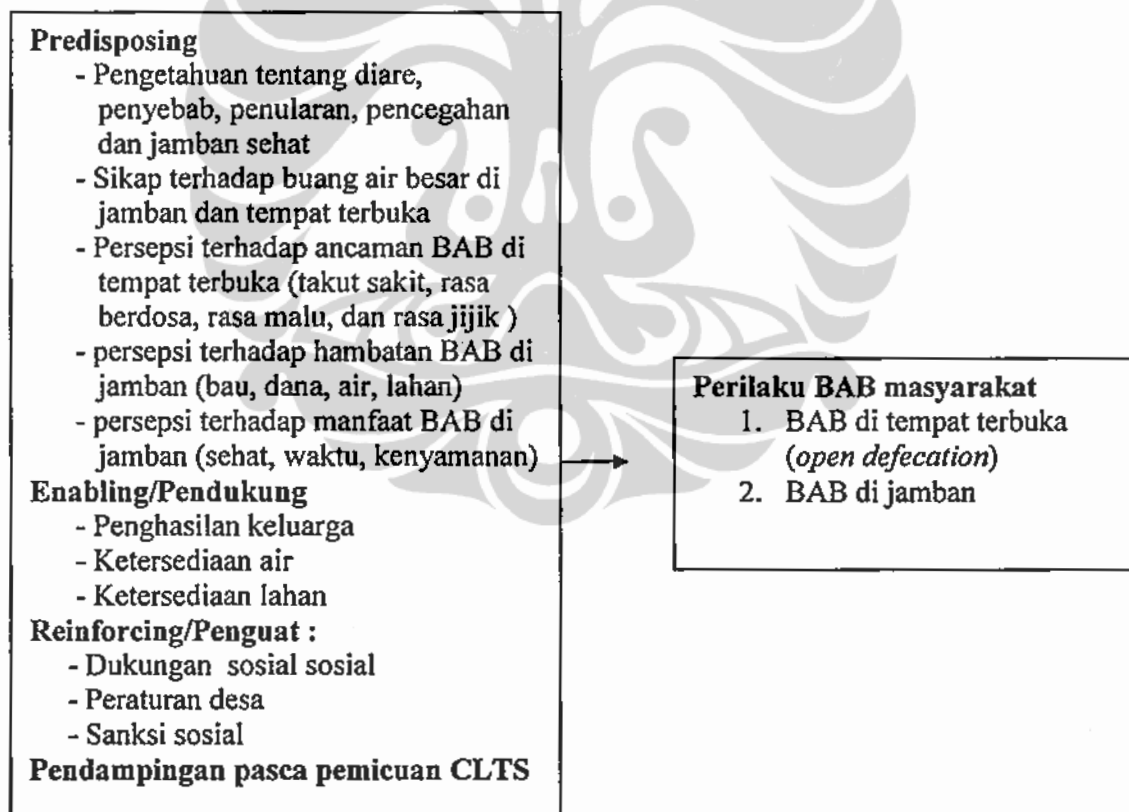 Predisposing
- Pengetahuan tentang diare,
penyebab, penularan, pencegahan
dan jamban sehat
- Sikap terhadap buang air besar di
jamban dan tempat terbuka
- Persepsi terhadap ancaman BAB di
tempat terbuka (takut sakit, rasa
berdosa, rasa malu, dan rasa jijik )
- persepsi terhadap hambatan BAB di
jamban (bau, dana, air, lahan)
- persepsi terhadap manfaat BAB di
jamban (sehat, waktu, kenyamanan)
Enabling/Pendukung
- Penghasilan keluarga
- Ketersediaan air
- Ketersediaan lahan
Reinforcing/Penguat :
- Dukungan sosial sosial
- Peraturan desa
- Sanksi sosial
Pendampingan pasca pemicuan CLTS
Perilaku BAB masyarakat
1. BAB di tempat terbuka
(open defecation)
2. BAB di jamban